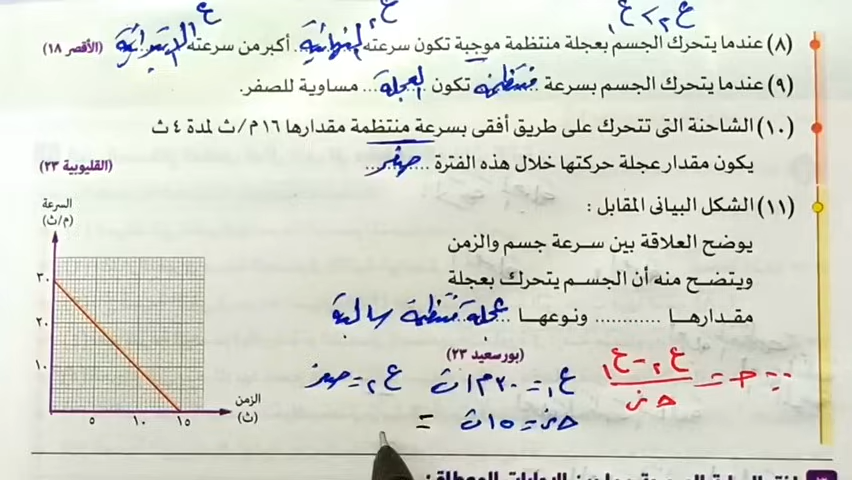 ع٢ > ع١
ع٢
ع١
(٨) عندما يتحرك الجسم بعجلة منتظمة موجبة تكون سرعته النهائية أكبر من سرعته الابتدائية (الأقصر ١٨)
(٩) عندما يتحرك الجسم بسرعة منتظمة تكون العجلة مساوية للصفر.
(١٠) الشاحنة التى تتحرك على طريق أفقى بسرعة منتظمة مقدارها ١٦ م/ث لمدة ٤ ث
يكون مقدار عجلة حركتها خلال هذه الفترة صفر (القليوبية ٢٣)
(١١) الشكل البيانى المقابل :
يوضح العلاقة بين سرعة جسم والزمن
ويتضح منه أن الجسم يتحرك بعجلة
مقدارها ............ ونوعها عجلة منتظمة سالبة
(بورسعيد ٢٣)
∵ جـ = ع٢ - ع١ / Δ ز
ع١ = ٣٠ م/ث ع٢ = صفر
Δ ز = ١٥ ث =
السرعة
(م/ث)
٣٠
٢٠
١٠
٥ ١٠ ١٥
الزمن
(ث)